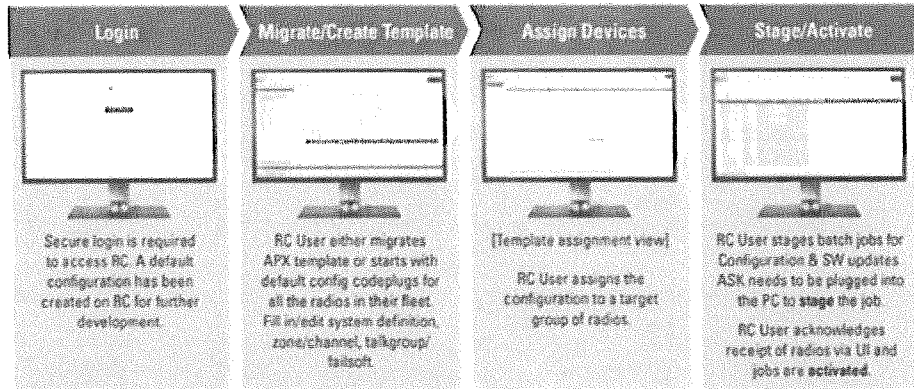 Login
Migrate/Create Template
Assign Devices
Stage/Activate
Secure login is required
to access RC. A default
configuration has been
created on RC for further
development.
RC User either migrates
APX template or starts with
default config codeplugs for
all the radios in their fleet.
Fill in/edit system definition,
zone/channel, talkgroup/
failsoft.
[Template assignment view]
RC User assigns the
configuration to a target
group of radios.
RC User stages batch jobs for
Configuration & SW updates.
ASK needs to be plugged into
the PC to stage the job.
RC User acknowledges
receipt of radios via UI and
jobs are activated.